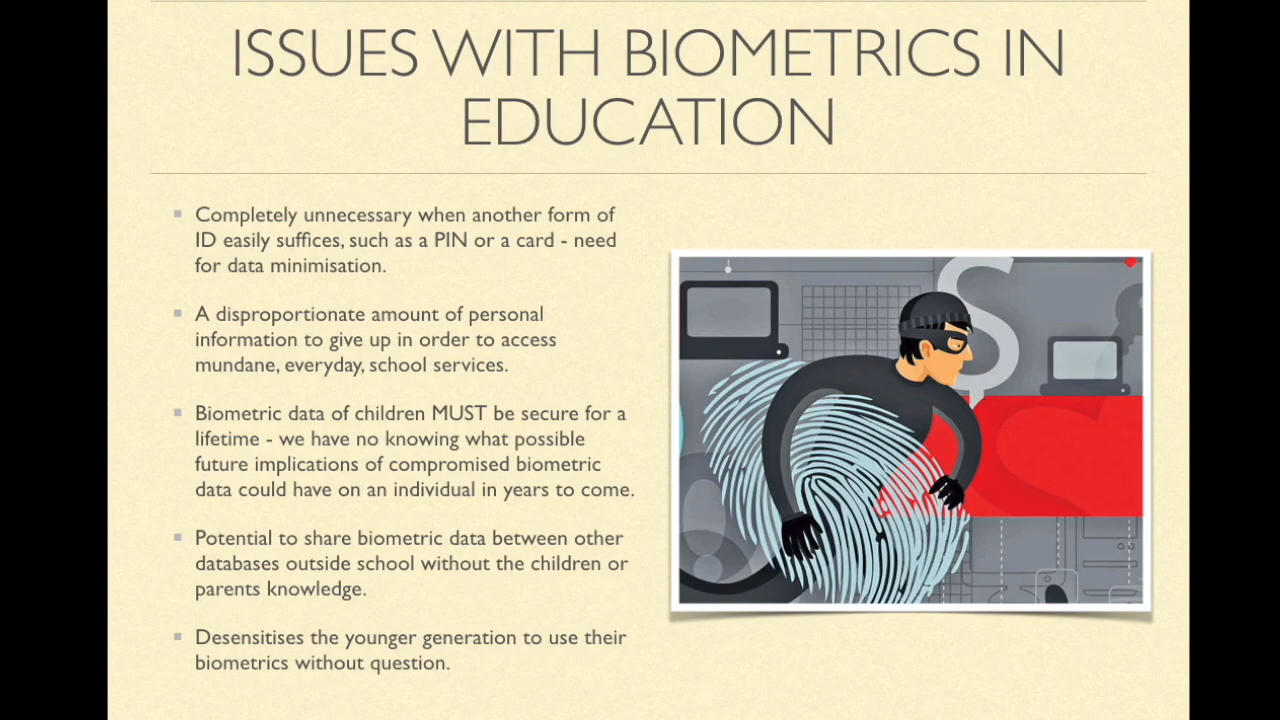 ISSUES WITH BIOMETRICS IN
EDUCATION
Completely unnecessary when another form of
ID easily suffices, such as a PIN or a card - need
for data minimisation.
A disproportionate amount of personal
information to give up in order to access
mundane, everyday, school services.
Biometric data of children MUST be secure for a
lifetime - we have no knowing what possible
future implications of compromised biometric
data could have on an individual in years to come.
Potential to share biometric data between other
databases outside school without the children or
parents knowledge.
Desensitises the younger generation to use their
biometrics without question.
$